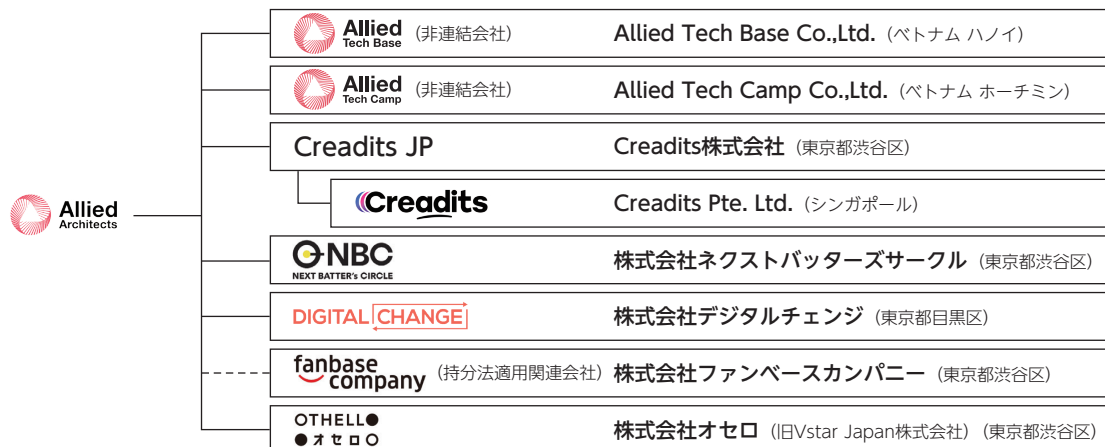 Allied
Tech Base
(非連結会社)
Allied Tech Base Co.,Ltd. (ベトナム ハノイ)
Allied
Tech Camp
(非連結会社)
Allied Tech Camp Co.,Ltd. (ベトナム ホーチミン)
Creadits JP
Creadits株式会社 (東京都渋谷区)
Allied
Architects
Creadits
Creadits Pte. Ltd. (シンガポール)
NBC
NEXT BATTER's CIRCLE
株式会社ネクストバッターズサークル (東京都渋谷区)
DIGITAL CHANGE
株式会社デジタルチェンジ (東京都目黒区)
fanbase
company
(持分法適用関連会社)
株式会社ファンベースカンパニー (東京都渋谷区)
OTHELL●
●オセロ〇
株式会社オセロ (旧Vstar Japan株式会社) (東京都渋谷区)